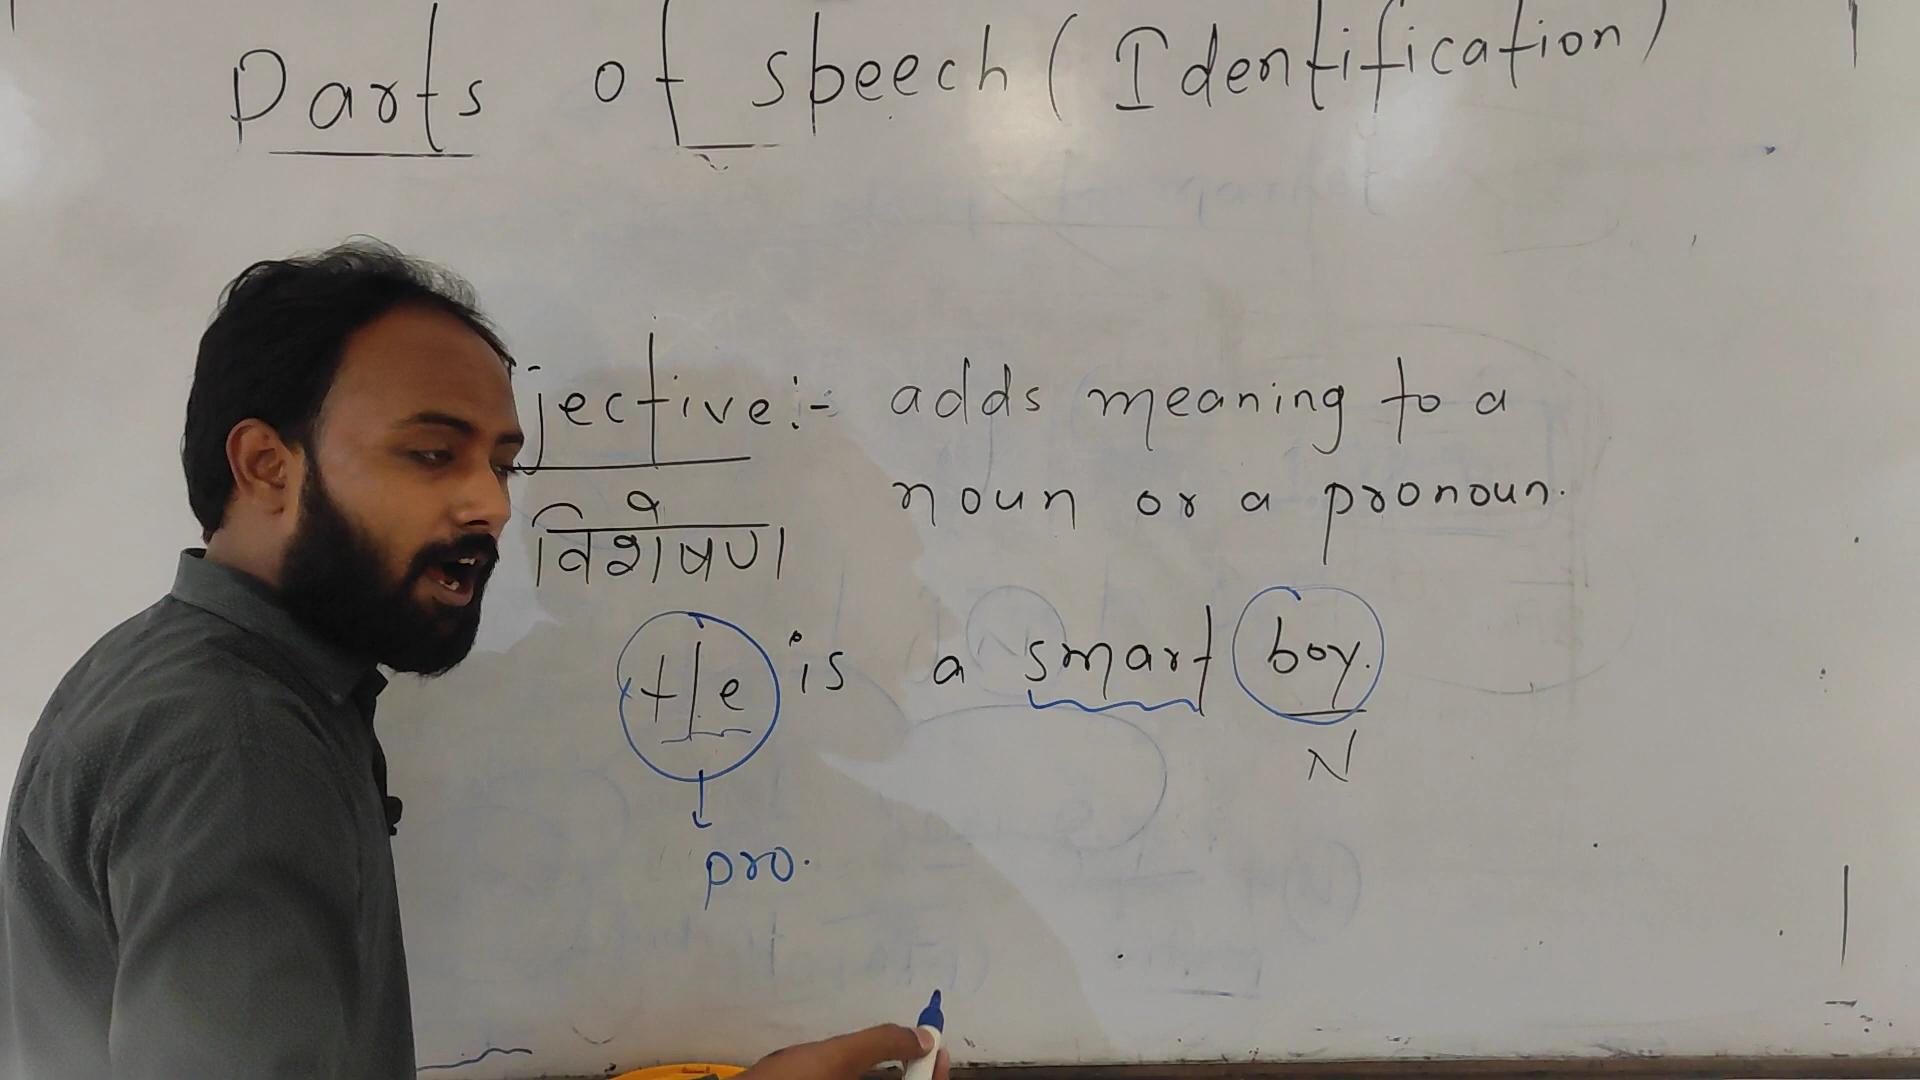 Parts of speech (Identification)
jective :- adds meaning to a
noun or a pronoun.
विशेषण
He is a smart boy.
N
pro.